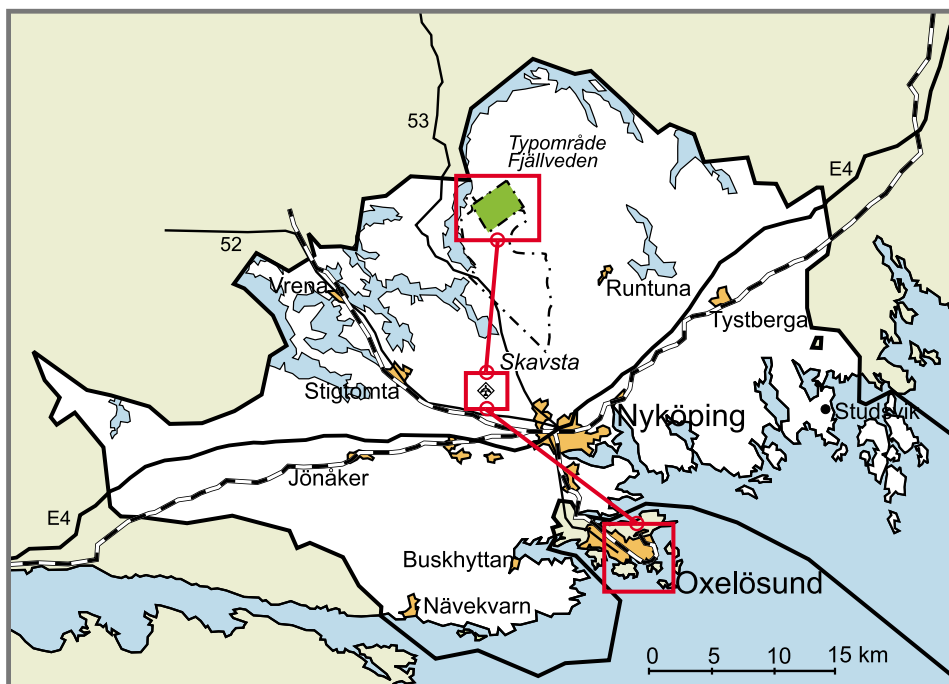 53
Typområde
Fjällveden
E4
52
Vrena
Runtuna
Tystberga
Skavsta
Stigtomta
Nyköping
Studsvik
Jönåker
E4
Buskhyttan
Oxelösund
Nävekvarn
0 5 10 15 km